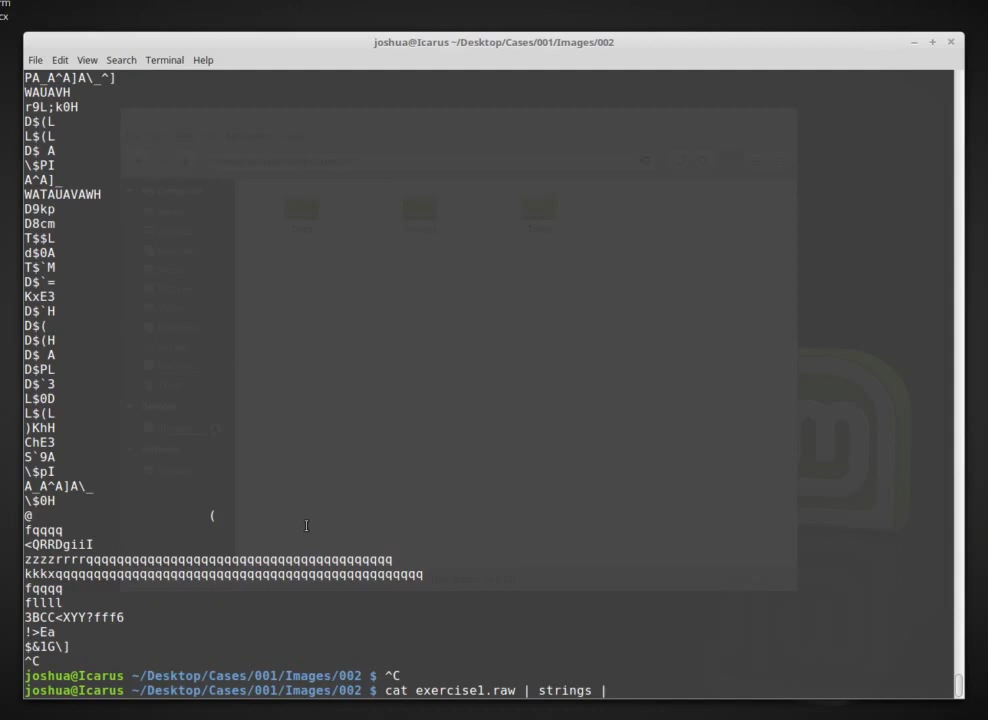 rm
cx
joshua@Icarus ~/Desktop/Cases/001/Images/002
File Edit View Search Terminal Help
PA_A^A]A\_^]
WAUAVH
r9L;k0H
D$(L
L$(L
D$ A
\$PI
A^A]_
WATAUAVAWH
D9kp
D8cm
T$$L
d$0A
T$`M
D$`=
KxE3
D$`H
D$(
D$(H
D$ A
D$PL
D$`3
L$0D
L$(L
)KhH
ChE3
S`9A
\$pI
A_A^A]A\_
\$0H
@ (
fqqqq
<QRRDgiiI
zzzzrrrrqqqqqqqqqqqqqqqqqqqqqqqqqqqqqqqqqqqqqqqq
kkkxqqqqqqqqqqqqqqqqqqqqqqqqqqqqqqqqqqqqqqqqqqqqqqqq
fqqqq
fllll
3BCC<XYY?fff6
!>Ea
$&1G\]
^C
joshua@Icarus ~/Desktop/Cases/001/Images/002 $ ^C
joshua@Icarus ~/Desktop/Cases/001/Images/002 $ cat exercise1.raw | strings |